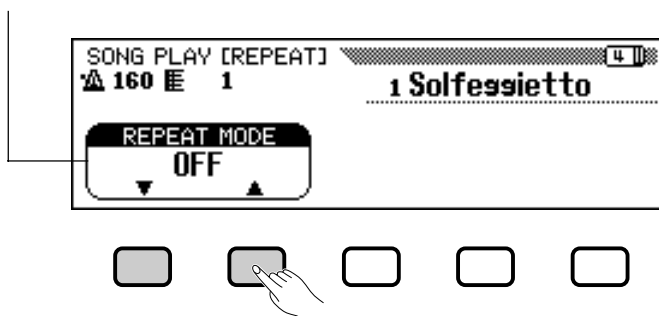 SONG PLAY [REPEAT]
4
160 1
1 Solfeggietto
REPEAT MODE
OFF
▼ ▲